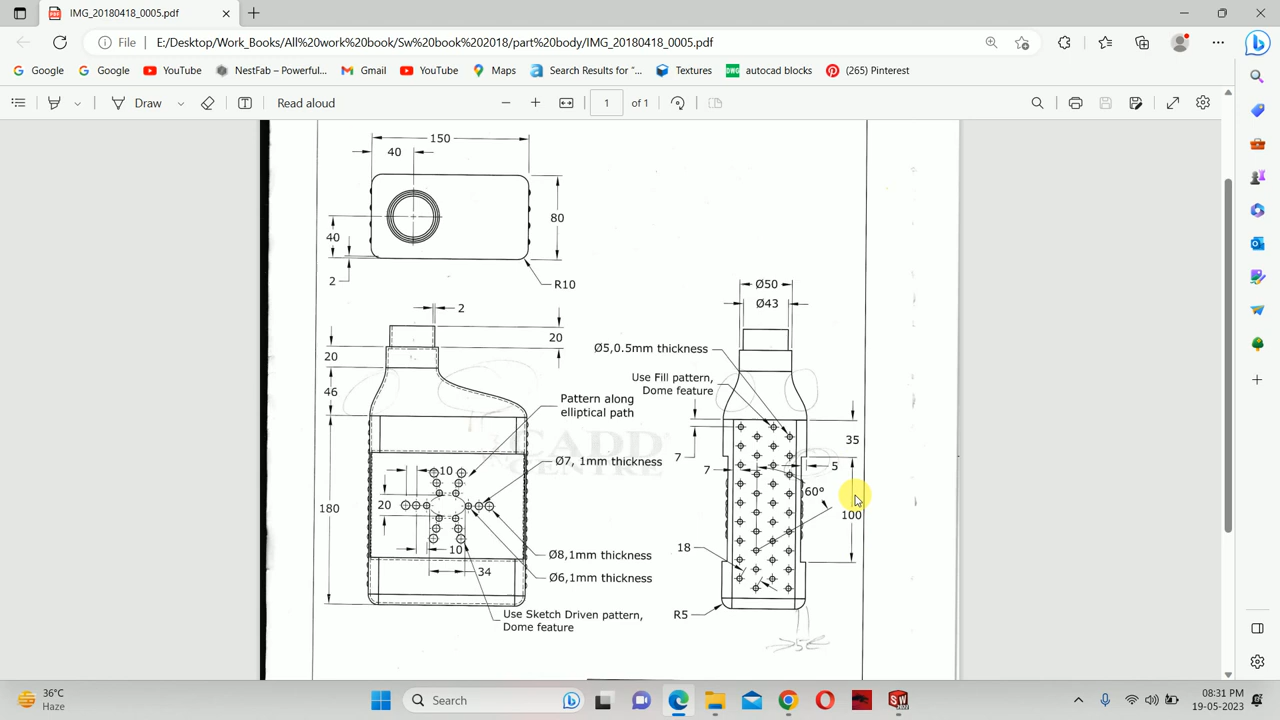 IMG_20180418_0005.pdf
File
E:/Desktop/Work_Books/All%20work%20book/Sw%20book%202018/part%20body/IMG_20180418_0005.pdf
Google
Google
YouTube
NestFab – Powerful...
Gmail
YouTube
Maps
Search Results for "...
Textures
autocad blocks
(265) Pinterest
Draw
Read aloud
1
of 1
150
40
80
40
2
R10
2
20
20
46
180
Pattern along
elliptical path
10
20
10
34
Ø7, 1mm thickness
Ø8,1mm thickness
Ø6,1mm thickness
Use Sketch Driven pattern,
Dome feature
Ø50
Ø43
Ø5,0.5mm thickness
Use Fill pattern,
Dome feature
7
7
35
5
60°
100
18
R5
CADD
CENTRE
36°C
Haze
Search
08:31 PM
19-05-2023